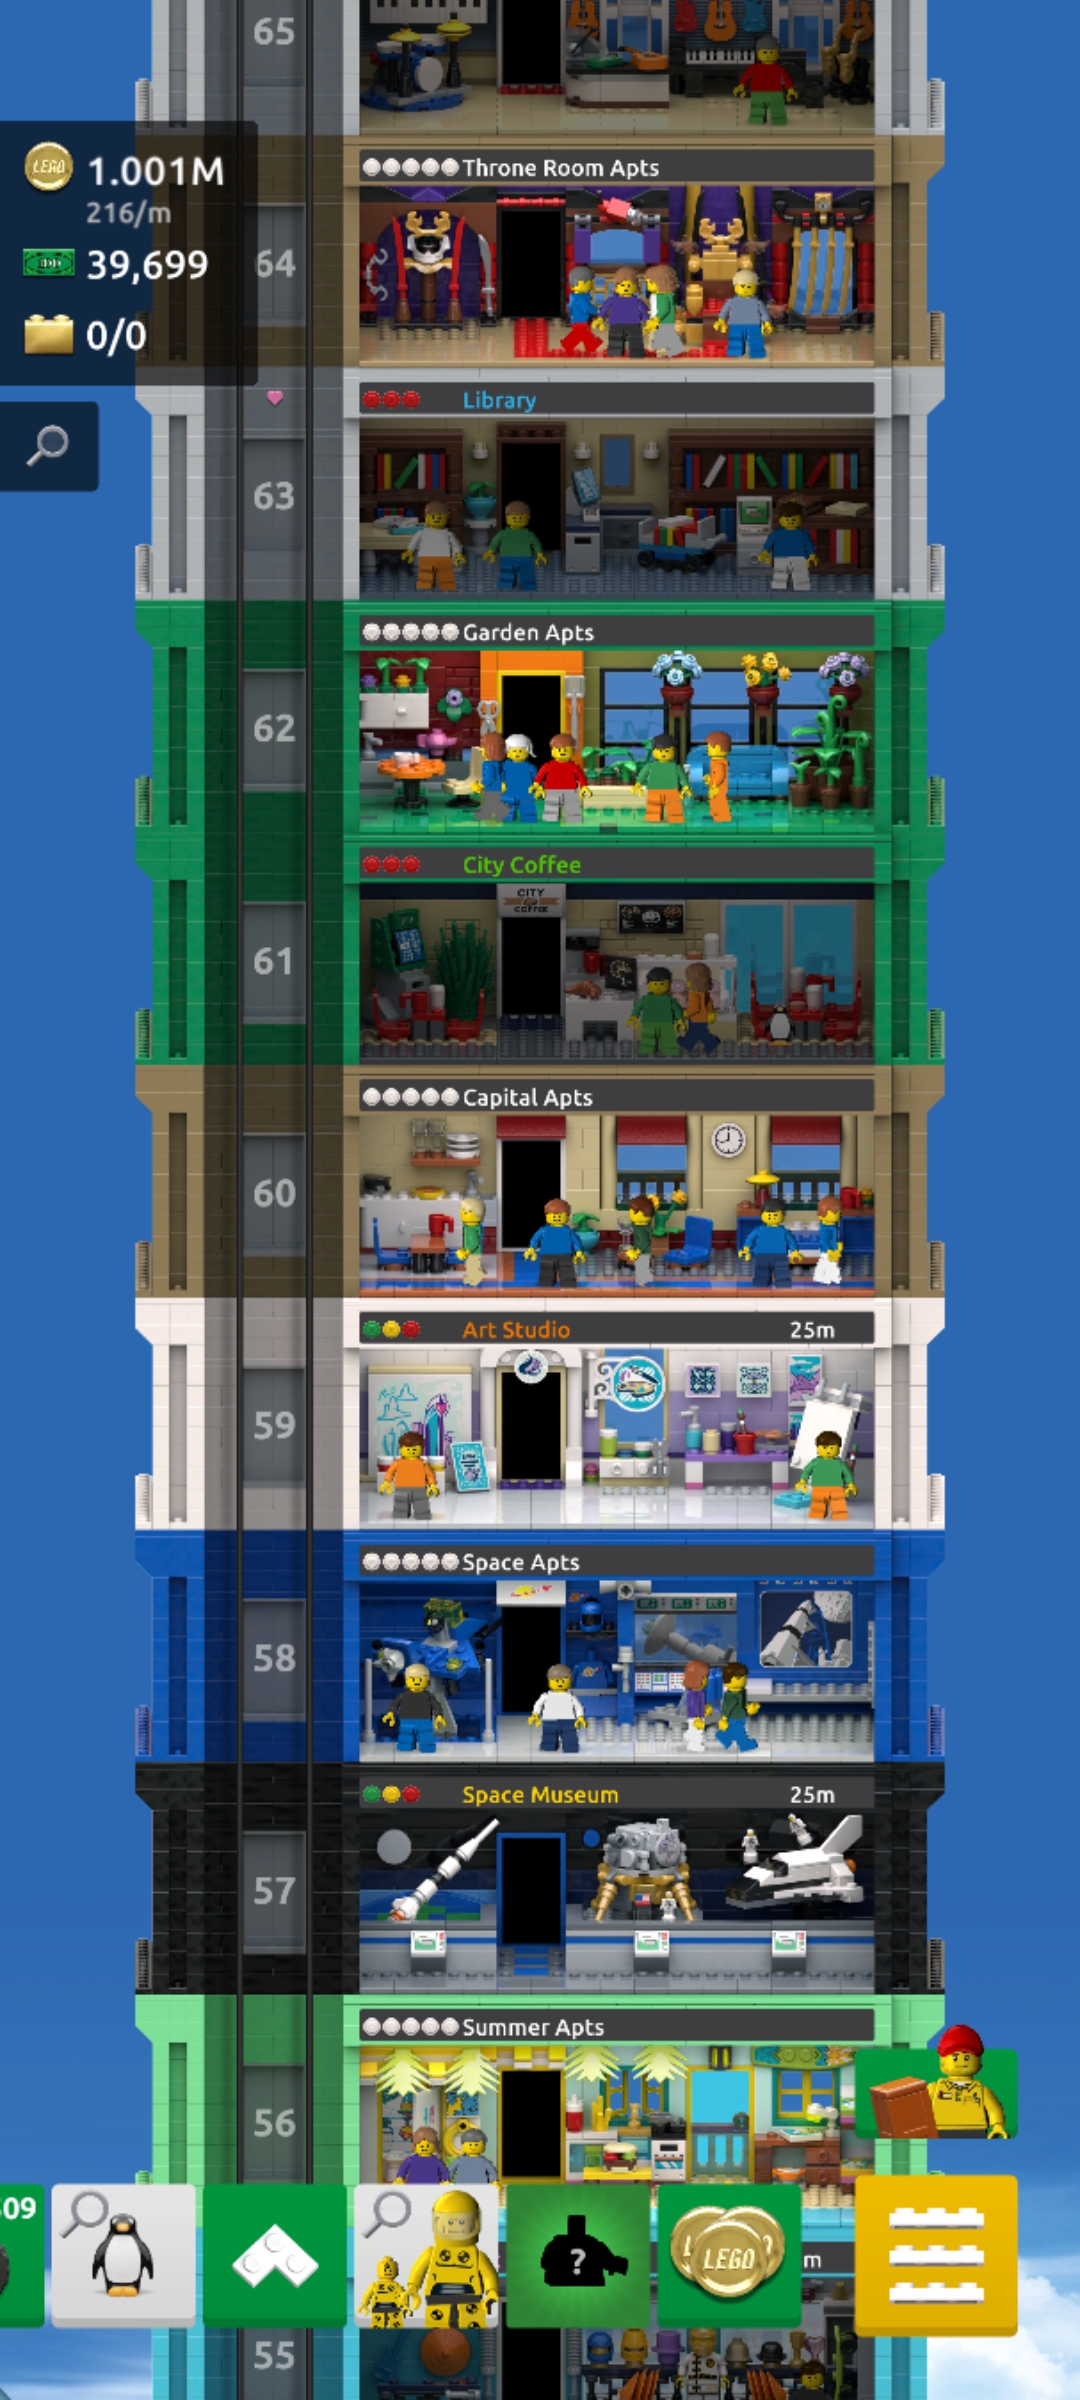 65
LEGO 1.001M
216/m
39,699
0/0
Throne Room Apts
64
Library
63
Garden Apts
62
City Coffee
CITY
COFFEE
61
Capital Apts
60
Art Studio 25m
59
Space Apts
58
Space Museum 25m
57
Summer Apts
56
09
?
LEGO
m
55